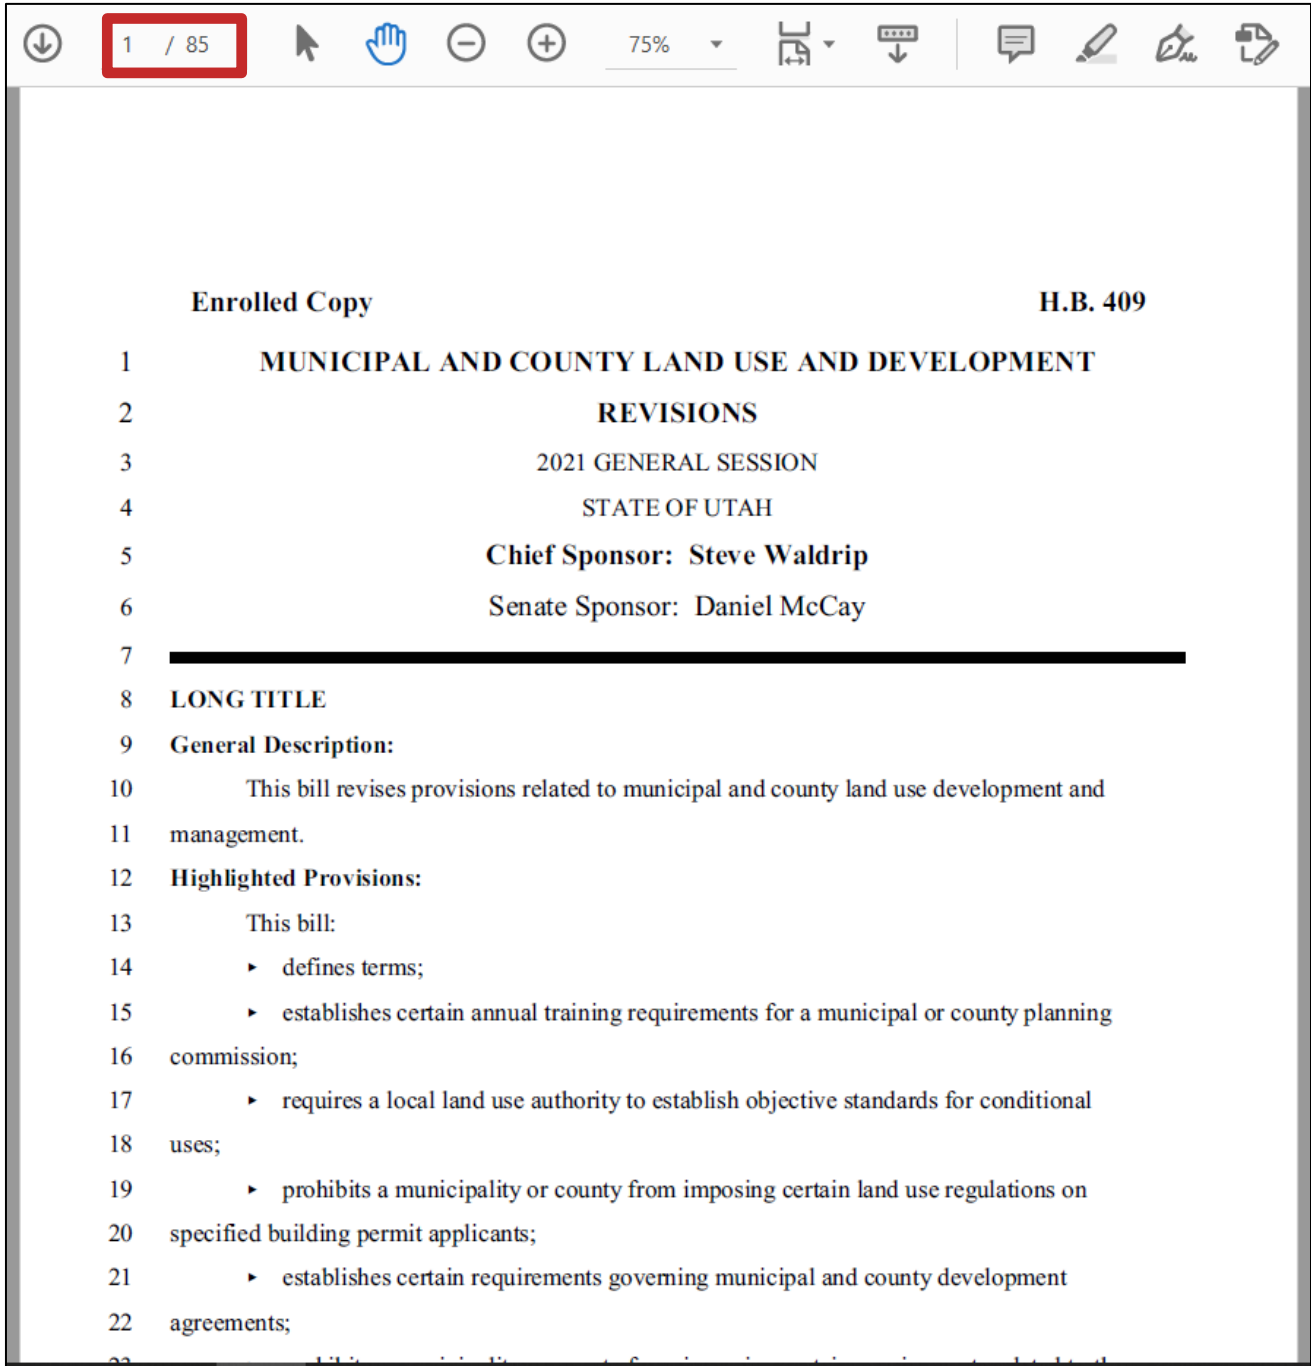 1 / 85 75%
Enrolled Copy H.B. 409
1 MUNICIPAL AND COUNTY LAND USE AND DEVELOPMENT
2 REVISIONS
3 2021 GENERAL SESSION
4 STATE OF UTAH
5 Chief Sponsor: Steve Waldrip
6 Senate Sponsor: Daniel McCay
7
8 LONG TITLE
9 General Description:
10 This bill revises provisions related to municipal and county land use development and
11 management.
12 Highlighted Provisions:
13 This bill:
14 ▸ defines terms;
15 ▸ establishes certain annual training requirements for a municipal or county planning
16 commission;
17 ▸ requires a local land use authority to establish objective standards for conditional
18 uses;
19 ▸ prohibits a municipality or county from imposing certain land use regulations on
20 specified building permit applicants;
21 ▸ establishes certain requirements governing municipal and county development
22 agreements;